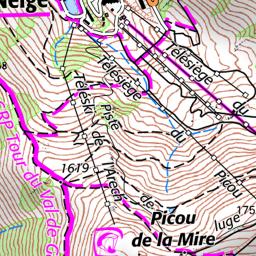 Neige
Télésiège
du
Télésiège
du
Picou
Téléski
de
l'Arech
Piste
de
luge
1619
175
GRP Tour du Val de G
Picou
de la Mire